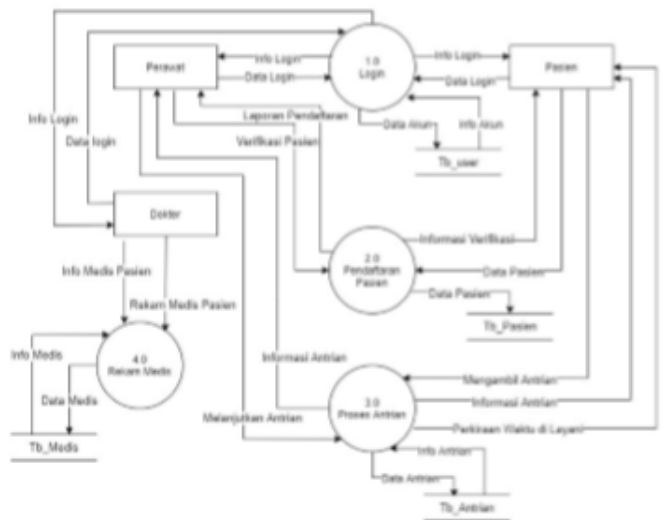 1.0
Login
Perawat
Pasien
Info Login
Data Login
Info Login
Data Login
Laporan Pendaftaran
Verifikasi Pasien
Data Akun
Info Akun
Tb_user
Info Login
Data login
Dokter
2.0
Pendaftaran
Pasien
Informasi Verifikasi
Data Pasien
Data Pasien
Tb_Pasien
Info Medis Pasien
Rekam Medis Pasien
4.0
Rekam Medis
Info Medis
Data Medis
Tb_Medis
Informasi Antrian
Melanjutkan Antrian
3.0
Proses Antrian
Mengambil Antrian
Informasi Antrian
Perkiraan Waktu di Layani
Info Antrian
Data Antrian
Tb_Antrian